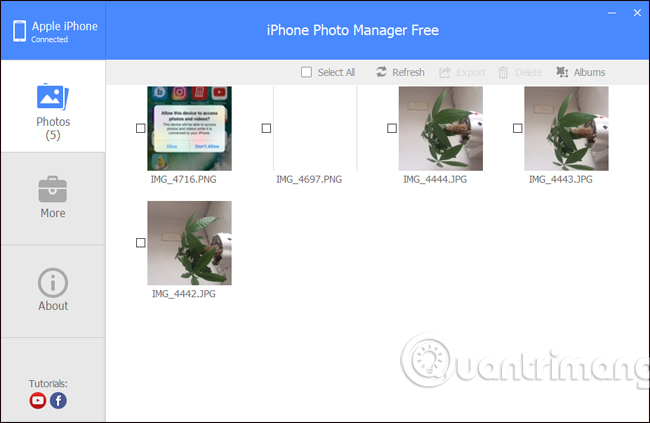 Apple iPhone
Connected
iPhone Photo Manager Free
Select All
Refresh
Export
Delete
Albums
Photos
(5)
More
About
Tutorials:
Allow this device to access
photos and videos?
This device will be able to access
photos and videos while it is
connected to your iPhone.
Allow
Don't Allow
IMG_4716.PNG
IMG_4697.PNG
IMG_4444.JPG
IMG_4443.JPG
IMG_4442.JPG
Quantrimang